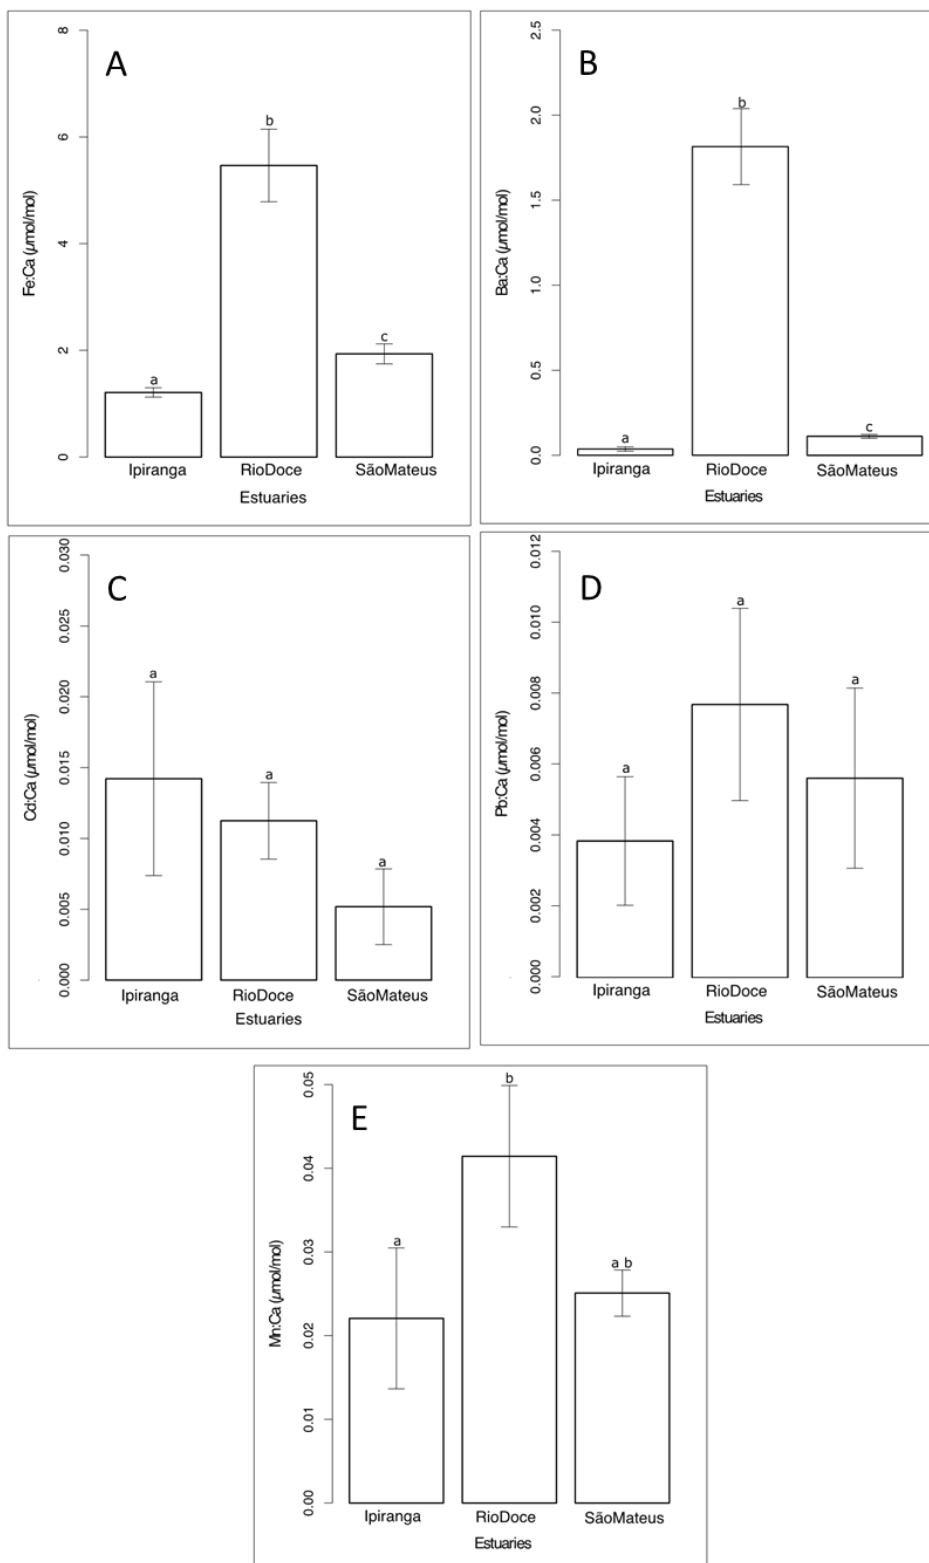 A
Fe:Ca (µmol/mol)
8
6
4
2
0
a
b
c
Ipiranga RioDoce SãoMateus
Estuaries
B
Ba:Ca (µmol/mol)
2.5
2.0
1.5
1.0
0.5
0.0
a
b
c
Ipiranga RioDoce SãoMateus
Estuaries
C
Cd:Ca (µmol/mol)
0.030
0.025
0.020
0.015
0.010
0.005
0.000
a
a
a
Ipiranga RioDoce SãoMateus
Estuaries
D
Pb:Ca (µmol/mol)
0.012
0.010
0.008
0.006
0.004
0.002
0.000
a
a
a
Ipiranga RioDoce SãoMateus
Estuaries
E
Mn:Ca (µmol/mol)
0.05
0.04
0.03
0.02
0.01
0.00
a
b
a b
Ipiranga RioDoce SãoMateus
Estuaries